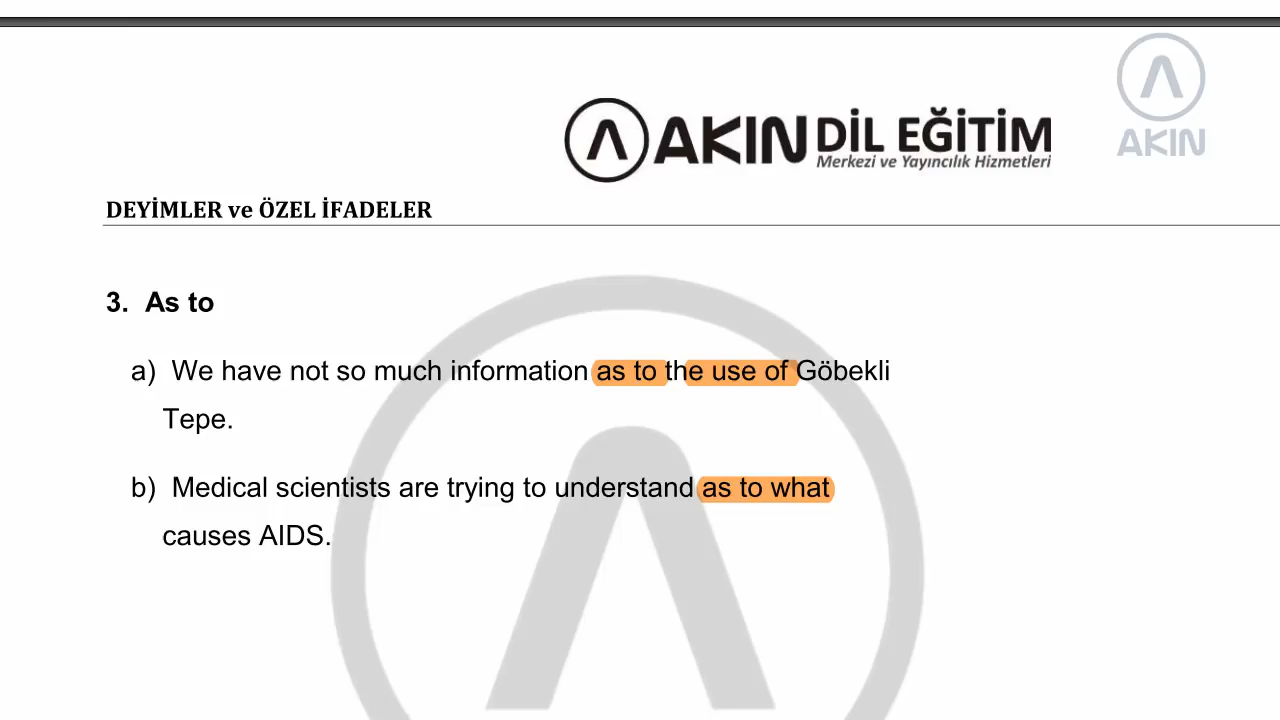 AKIN
AKIN DİL EĞİTİM
Merkezi ve Yayıncılık Hizmetleri
DEYİMLER ve ÖZEL İFADELER
3. As to
a) We have not so much information as to the use of Göbekli
Tepe.
b) Medical scientists are trying to understand as to what
causes AIDS.